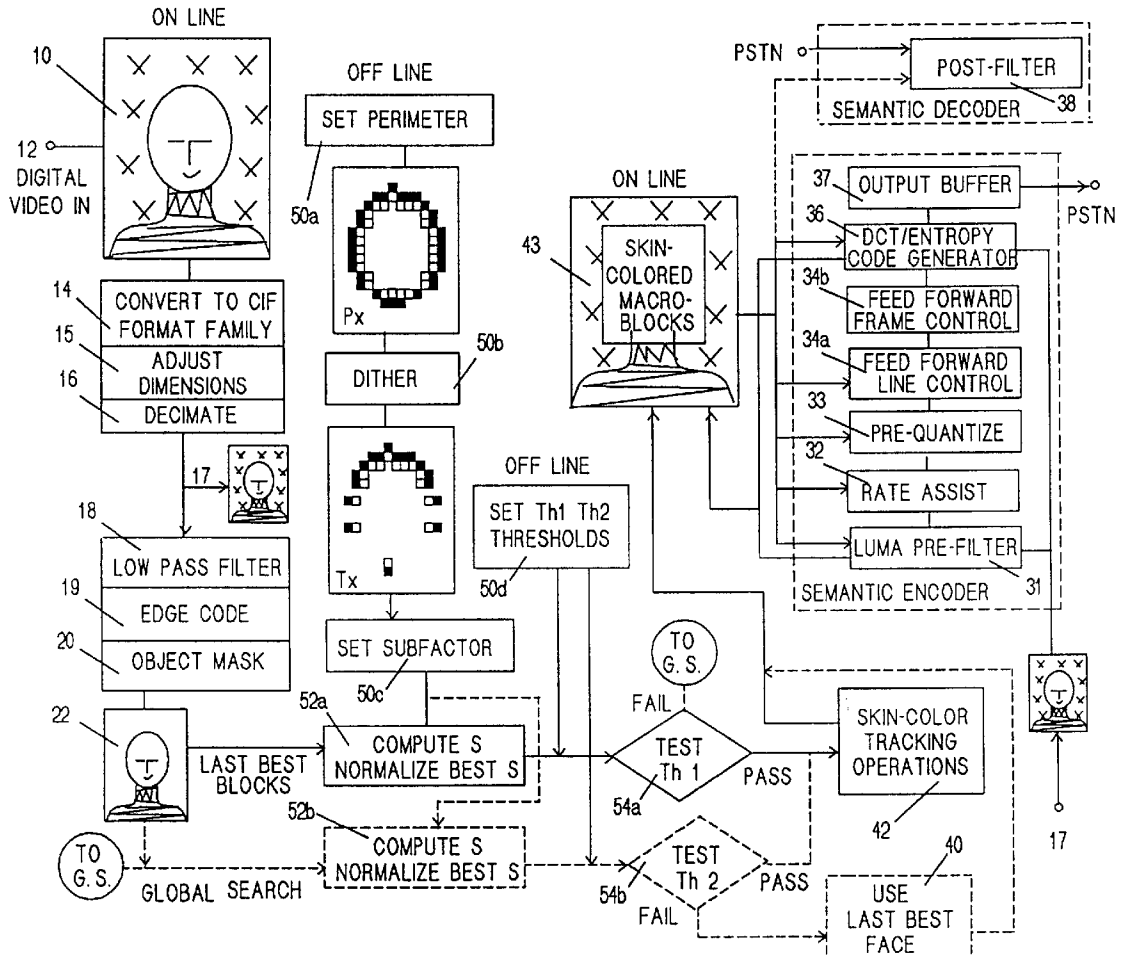 ON LINE
10
12
DIGITAL
VIDEO IN
14
CONVERT TO CIF
FORMAT FAMILY
15
ADJUST
DIMENSIONS
16
DECIMATE
17
18
LOW PASS FILTER
19
EDGE CODE
20
OBJECT MASK
22
LAST BEST
BLOCKS
TO
G. S.
GLOBAL SEARCH
OFF LINE
SET PERIMETER
50a
Px
50b
DITHER
Tx
SET SUBFACTOR
50c
52a
COMPUTE S
NORMALIZE BEST S
52b
COMPUTE S
NORMALIZE BEST S
OFF LINE
SET Th1 Th2
THRESHOLDS
50d
TO
G. S.
FAIL
TEST
Th 1
PASS
54a
TEST
Th 2
PASS
54b
FAIL
SKIN-COLOR
TRACKING
OPERATIONS
42
40
USE
LAST BEST
FACE
ON LINE
43
SKIN-
COLORED
MACRO-
BLOCKS
PSTN
POST-FILTER
38
SEMANTIC DECODER
37
OUTPUT BUFFER
PSTN
36
DCT/ENTROPY
CODE GENERATOR
34b
FEED FORWARD
FRAME CONTROL
34a
FEED FORWARD
LINE CONTROL
33
PRE-QUANTIZE
32
RATE ASSIST
LUMA PRE-FILTER
31
SEMANTIC ENCODER
17